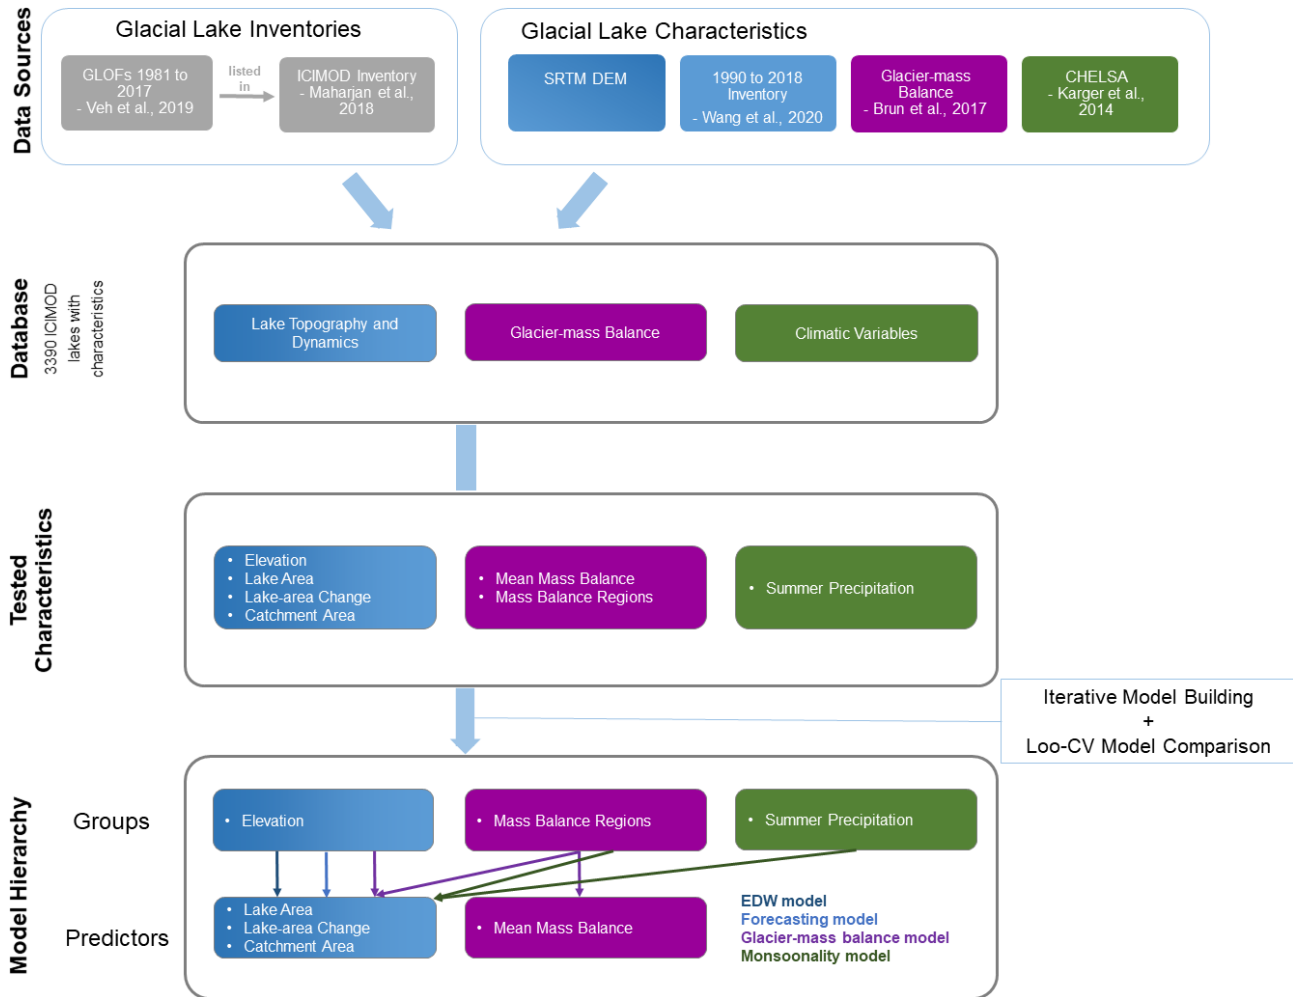 Data Sources
Glacial Lake Inventories
GLOFs 1981 to
2017
- Veh et al., 2019
listed
in
ICIMOD Inventory
- Maharjan et al.,
2018
Glacial Lake Characteristics
SRTM DEM
1990 to 2018
Inventory
- Wang et al., 2020
Glacier-mass
Balance
- Brun et al., 2017
CHELSA
- Karger et al.,
2014
Database
3390 ICIMOD
lakes with
characteristics
Lake Topography and
Dynamics
Glacier-mass Balance
Climatic Variables
Tested
Characteristics
• Elevation
• Lake Area
• Lake-area Change
• Catchment Area
• Mean Mass Balance
• Mass Balance Regions
• Summer Precipitation
Iterative Model Building
+
Loo-CV Model Comparison
Model Hierarchy
Groups
• Elevation
• Mass Balance Regions
• Summer Precipitation
Predictors
• Lake Area
• Lake-area Change
• Catchment Area
• Mean Mass Balance
EDW model
Forecasting model
Glacier-mass balance model
Monsoonality model